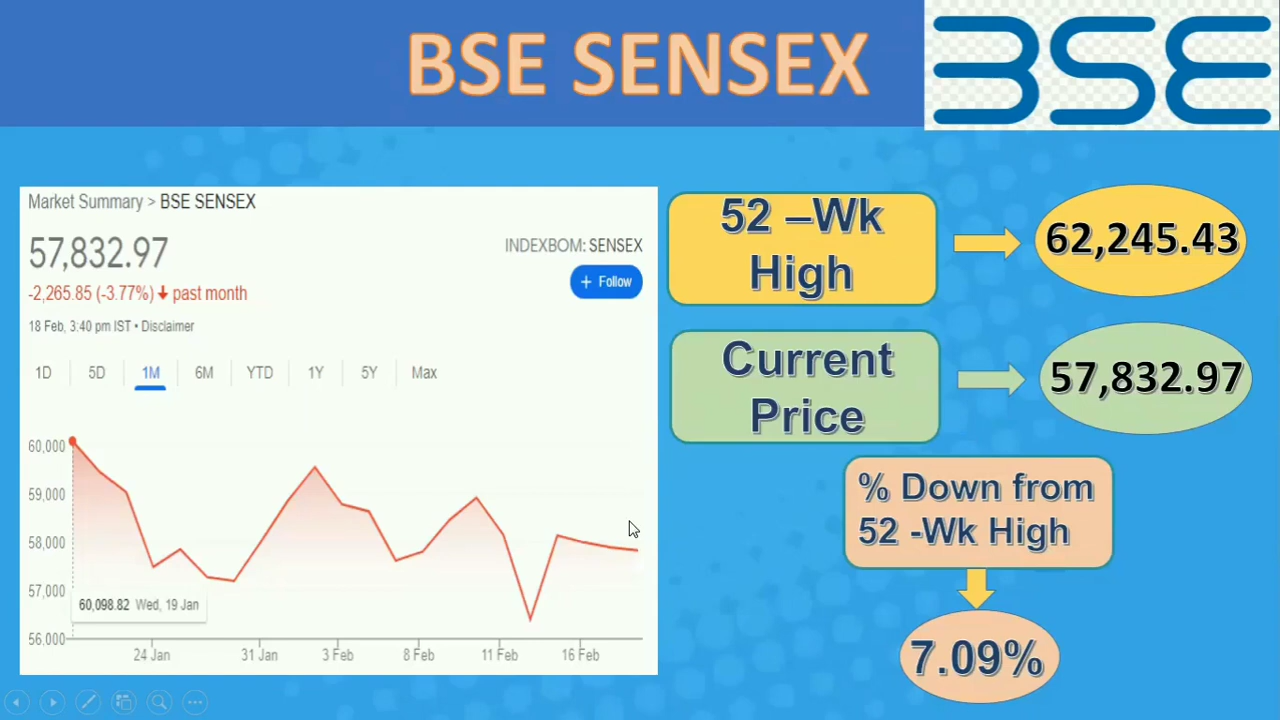 BSE SENSEX
BSE
Market Summary > BSE SENSEX
57,832.97
INDEXBOM: SENSEX
-2,265.85 (-3.77%) ↓ past month
+ Follow
18 Feb, 3:40 pm IST • Disclaimer
1D 5D 1M 6M YTD 1Y 5Y Max
60,000
59,000
58,000
57,000
56,000
60,098.82 Wed, 19 Jan
24 Jan 31 Jan 3 Feb 8 Feb 11 Feb 16 Feb
52 –Wk
High
62,245.43
Current
Price
57,832.97
% Down from
52 -Wk High
7.09%